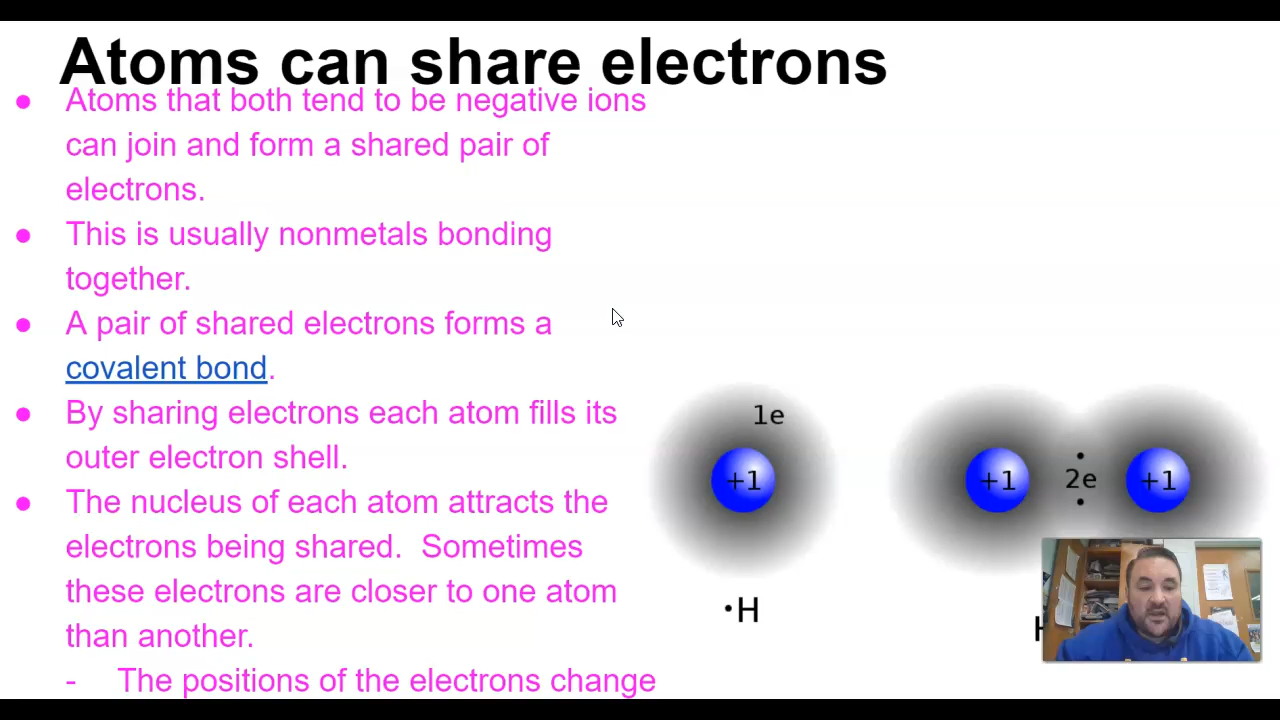 Atoms can share electrons
● Atoms that both tend to be negative ions
can join and form a shared pair of
electrons.
● This is usually nonmetals bonding
together.
● A pair of shared electrons forms a
covalent bond.
● By sharing electrons each atom fills its
outer electron shell.
● The nucleus of each atom attracts the
electrons being shared.  Sometimes
these electrons are closer to one atom
than another.
- The positions of the electrons change
1e
+1
+1 2e +1
·H
H